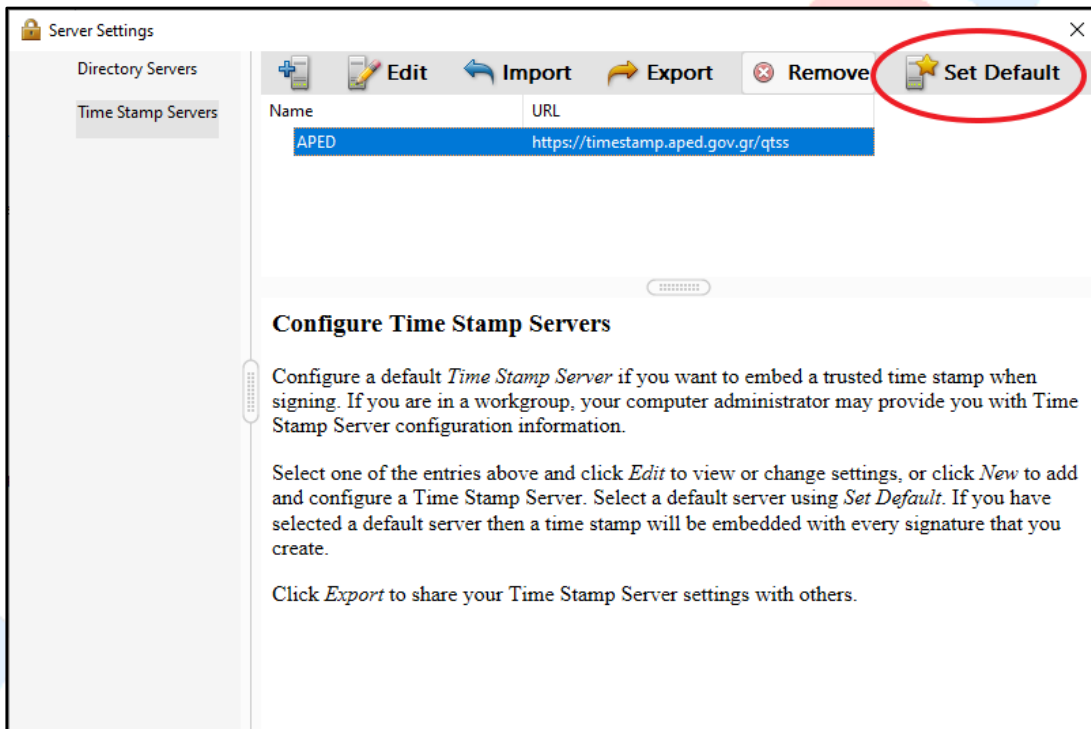 Server Settings
Directory Servers
Time Stamp Servers
Edit Import Export Remove Set Default
Name URL
APED https://timestamp.aped.gov.gr/qtss
Configure Time Stamp Servers
Configure a default Time Stamp Server if you want to embed a trusted time stamp when
signing. If you are in a workgroup, your computer administrator may provide you with Time
Stamp Server configuration information.
Select one of the entries above and click Edit to view or change settings, or click New to add
and configure a Time Stamp Server. Select a default server using Set Default. If you have
selected a default server then a time stamp will be embedded with every signature that you
create.
Click Export to share your Time Stamp Server settings with others.